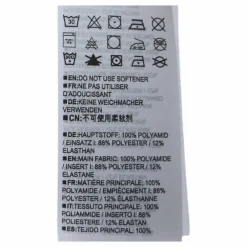 ■EN:DO NOT USE SOFTENER
■FR:NE PAS UTILISER
D'ADOUCISSANT
■DE:KEINE WEICHMACHER
VERWENDEN
■CN:不可使用柔软剂
■DE:HAUPTSTOFF: 100% POLYAMID
/ EINSATZ I: 88% POLYESTER / 12%
ELASTHAN
■EN:MAIN FABRIC: 100% POLYAMIDE
/ INSERT I: 88% POLYESTER / 12%
ELASTANE
■FR:MATIÈRE PRINCIPALE: 100%
POLYAMIDE / EMPIÈCEMENT I: 88%
POLYESTER / 12% ÉLASTHANNE
■IT:TESSUTO PRINCIPALE: 100%
POLIAMMIDE / INSERTO I: 88%
POLIESTERE / 12% ELASTAN
■ES:TEJIDO PRINCIPAL: 100%